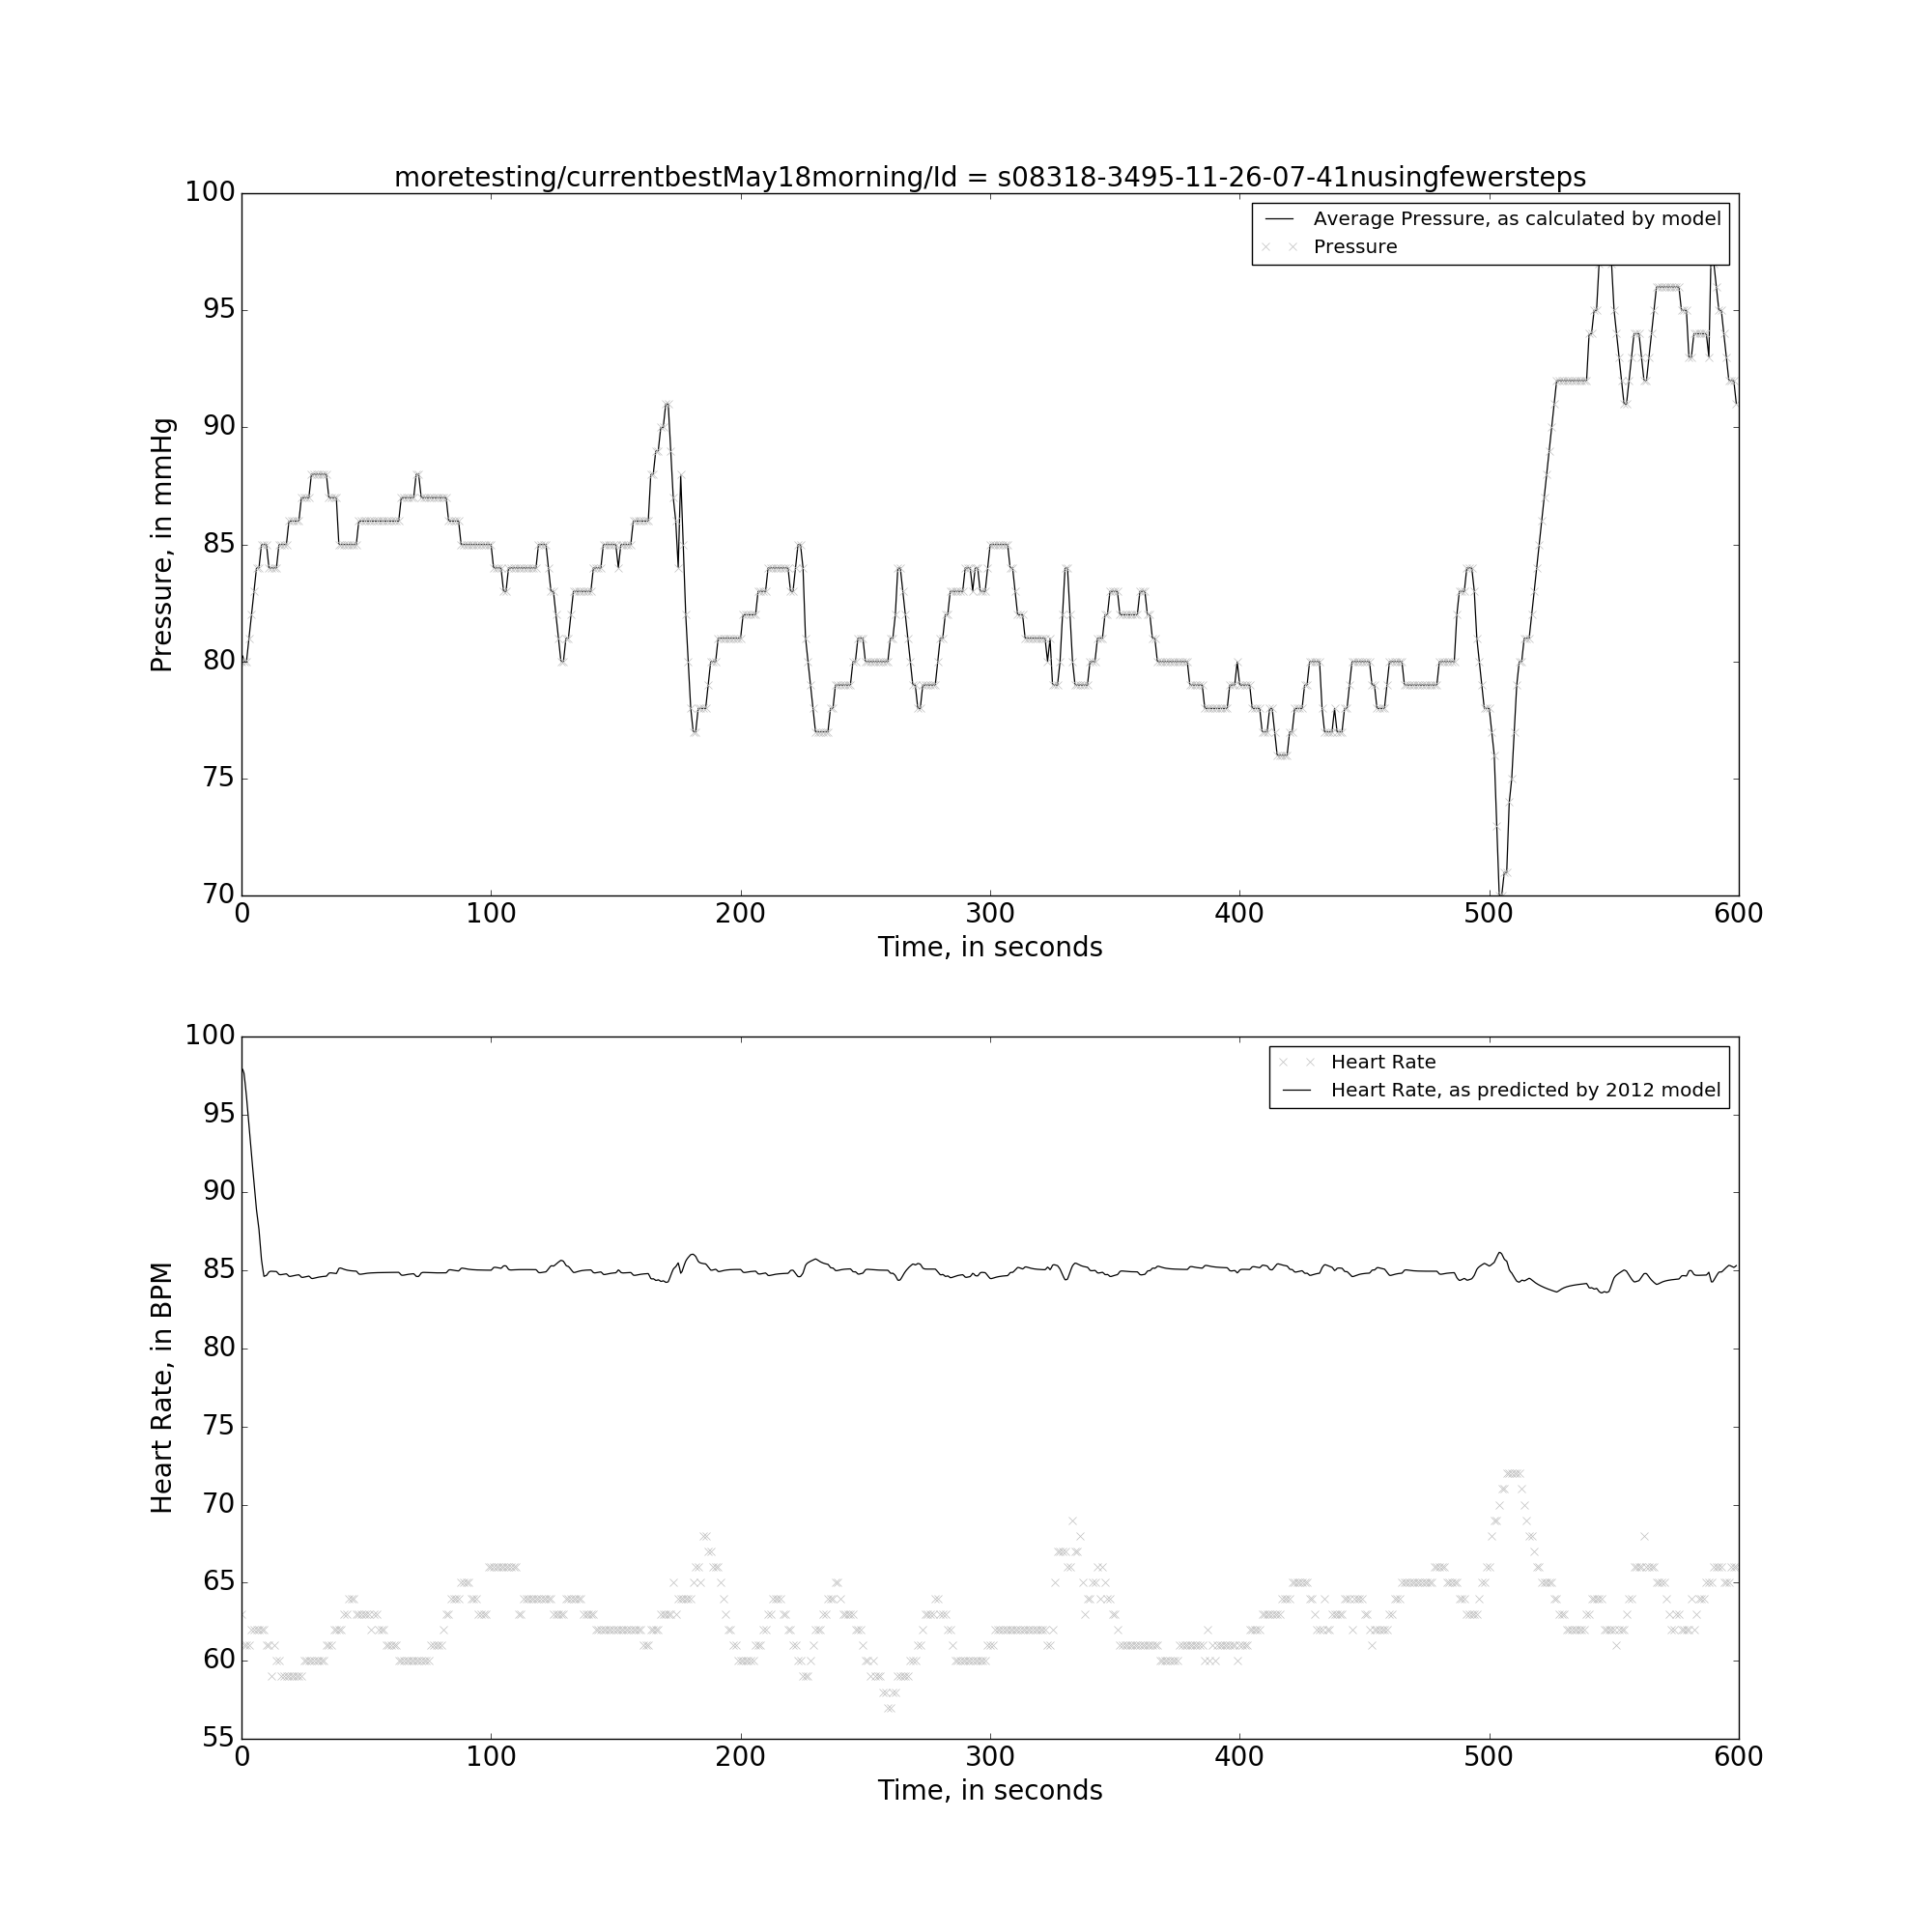 moretesting/currentbestMay18morning/Id = s08318-3495-11-26-07-41nusingfewersteps
100
95
90
85
80
75
70
Pressure, in mmHg
Average Pressure, as calculated by model
Pressure
0 100 200 300 400 500 600
Time, in seconds
100
95
90
85
80
75
70
65
60
55
Heart Rate, in BPM
Heart Rate
Heart Rate, as predicted by 2012 model
0 100 200 300 400 500 600
Time, in seconds